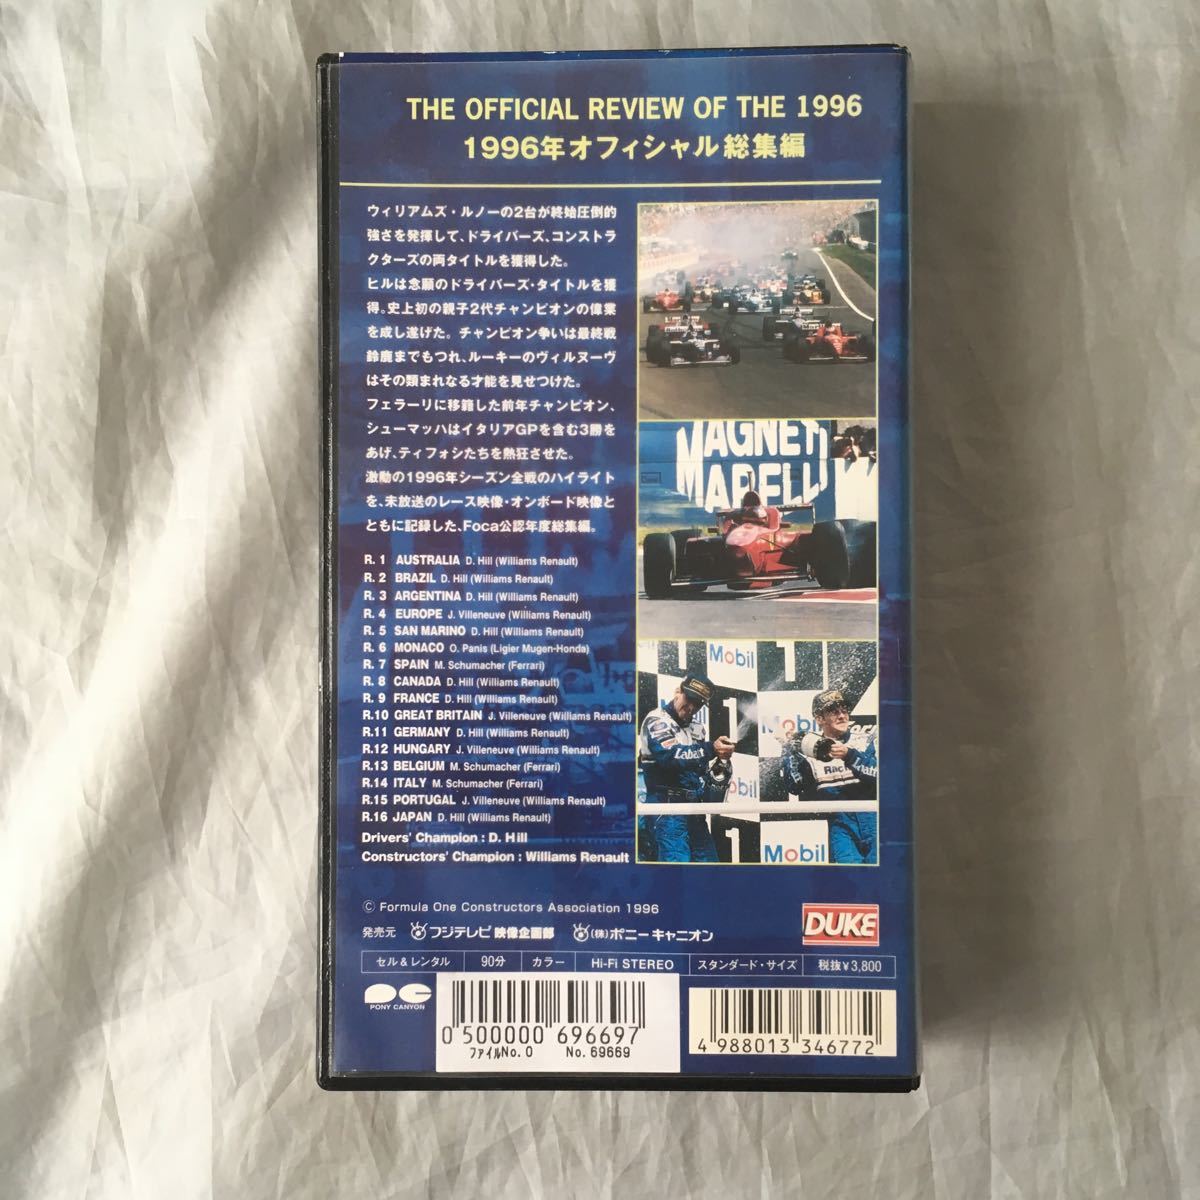 THE OFFICIAL REVIEW OF THE 1996
1996年オフィシャル総集編
ウィリアムズ・ルノーの2台が終始圧倒的
強さを発揮して、ドライバーズ、コンストラ
クターズの両タイトルを獲得した。
ヒルは念願のドライバーズ・タイトルを獲
得。史上初の親子2代チャンピオンの偉業
を成し遂げた。チャンピオン争いは最終戦
鈴鹿までもつれ、ルーキーのヴィルヌーヴ
はその類まれなる才能を見せつけた。
フェラーリに移籍した前年チャンピオン、
シューマッハはイタリアGPを含む3勝を
あげ、ティフォシたちを熱狂させた。
激動の1996年シーズン全戦のハイライト
を、未放送のレース映像・オンボード映像と
ともに記録した、Foca公認年度総集編。
R. 1 AUSTRALIA D. Hill (Williams Renault)
R. 2 BRAZIL D. Hill (Williams Renault)
R. 3 ARGENTINA D. Hill (Williams Renault)
R. 4 EUROPE J. Villeneuve (Williams Renault)
R. 5 SAN MARINO D. Hill (Williams Renault)
R. 6 MONACO O. Panis (Ligier Mugen-Honda)
R. 7 SPAIN M. Schumacher (Ferrari)
R. 8 CANADA D. Hill (Williams Renault)
R. 9 FRANCE D. Hill (Williams Renault)
R.10 GREAT BRITAIN J. Villeneuve (Williams Renault)
R.11 GERMANY D. Hill (Williams Renault)
R.12 HUNGARY J. Villeneuve (Williams Renault)
R.13 BELGIUM M. Schumacher (Ferrari)
R.14 ITALY M. Schumacher (Ferrari)
R.15 PORTUGAL J. Villeneuve (Williams Renault)
R.16 JAPAN D. Hill (Williams Renault)
Drivers' Champion : D. Hill
Constructors' Champion : Williams Renault
MAGNETI
MARELLI
Mobil
Mobil
Labatt
Mobil
© Formula One Constructors Association 1996
発売元 フジテレビ 映像企画部 (株)ポニー キャニオン
DUKE
セル&レンタル 90分 カラー Hi-Fi STEREO スタンダード・サイズ 税抜¥3,800
PONY CANYON
0 500000 696697
ファイルNo. 0 No. 69669
4 988013 346772